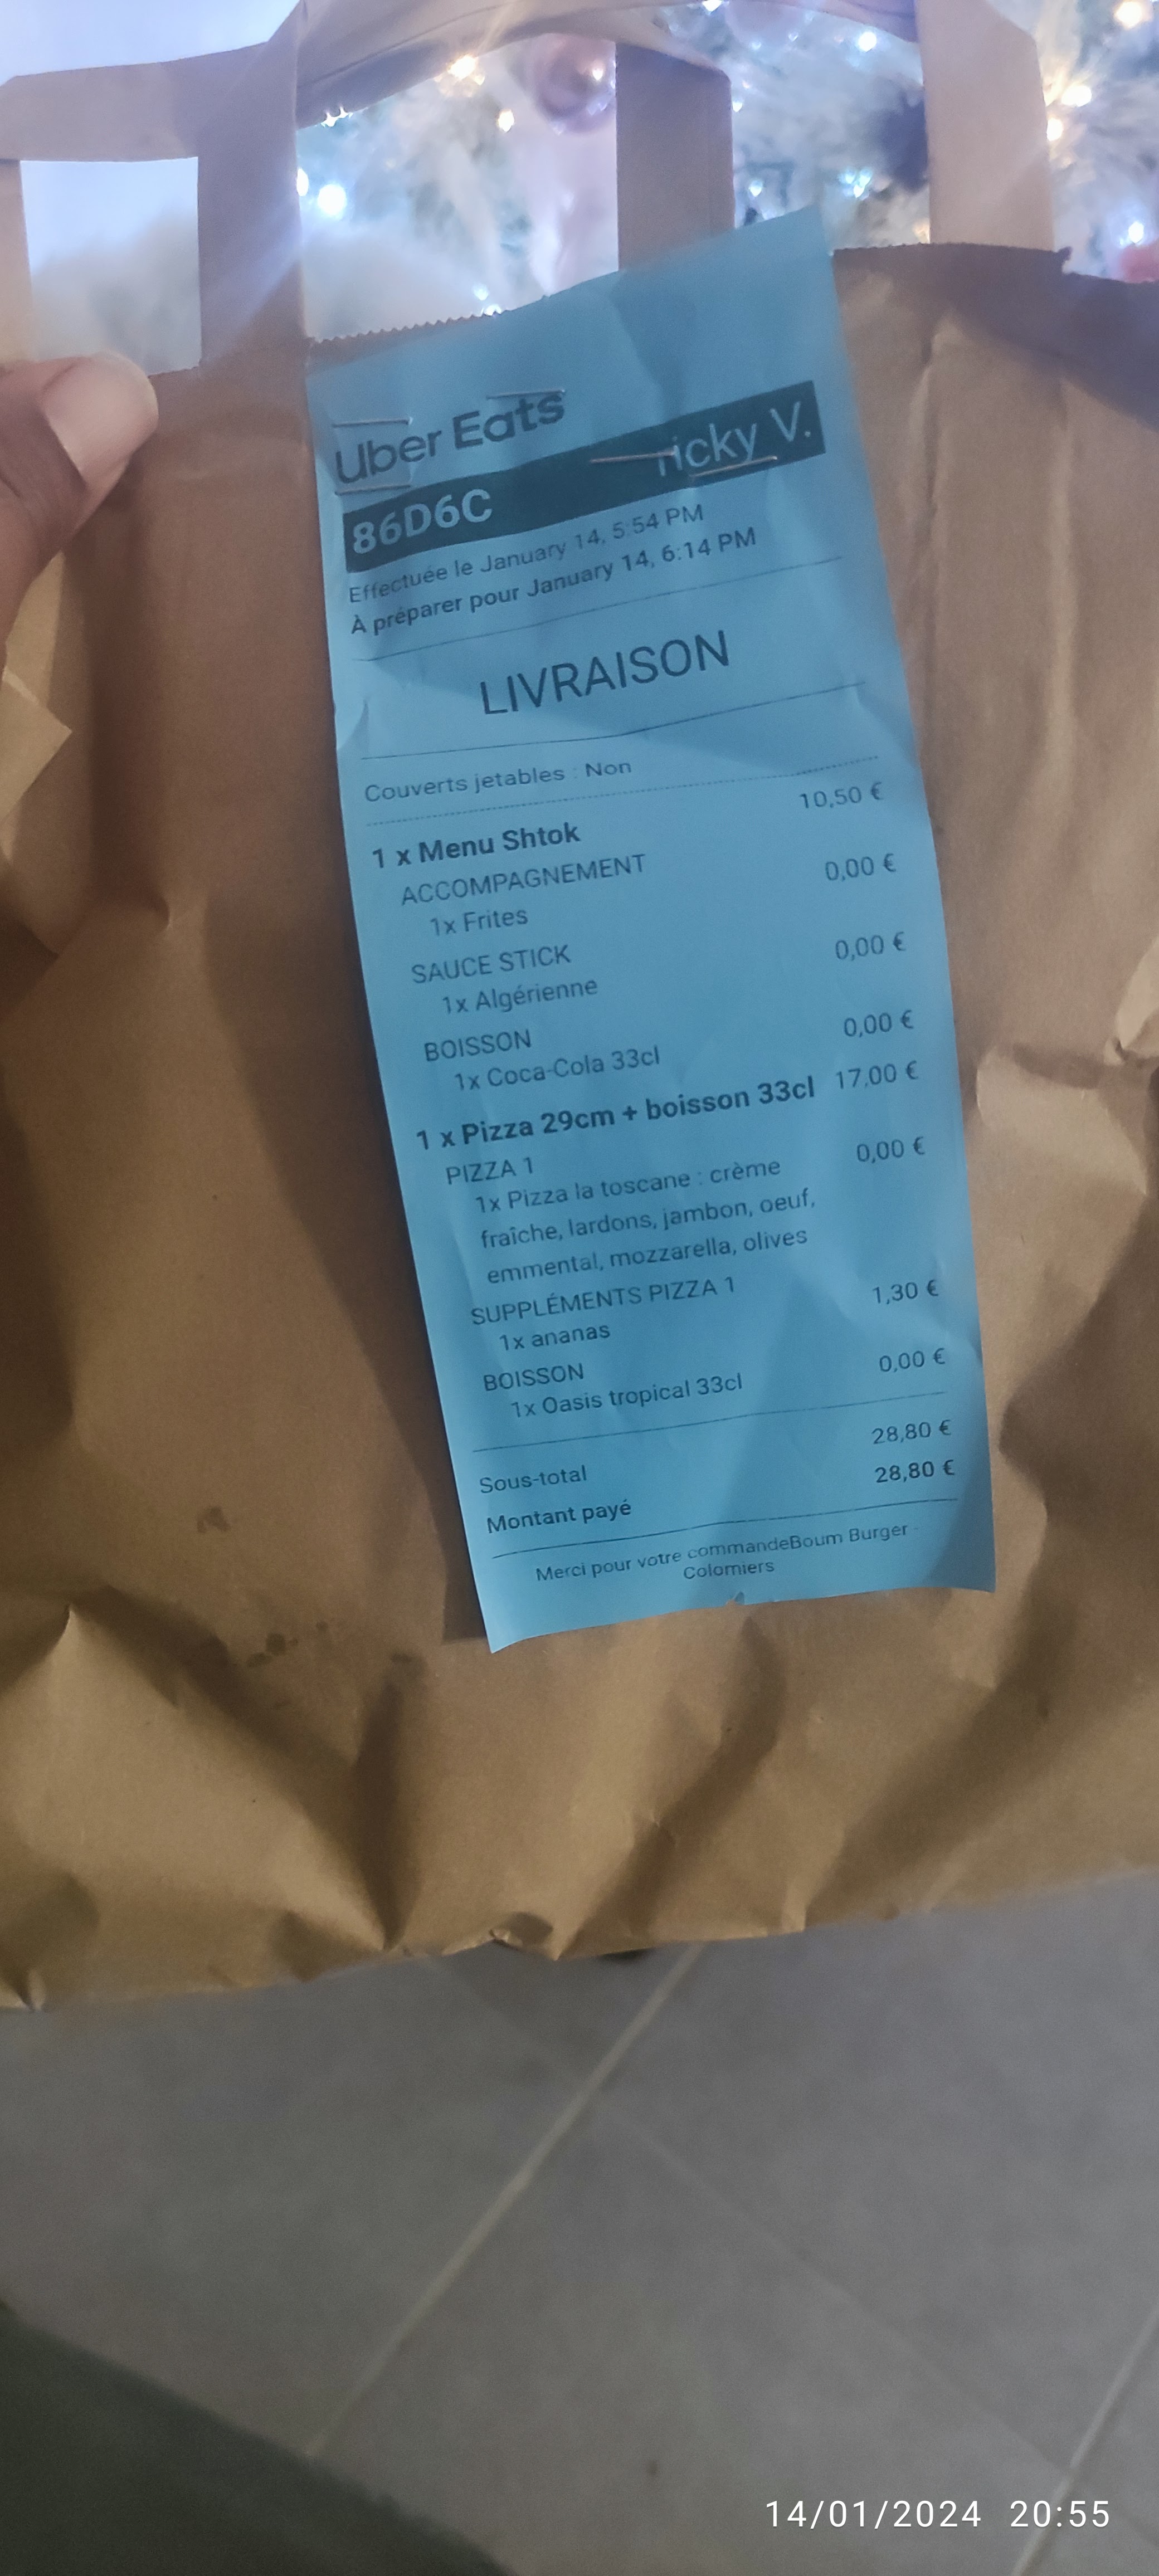 Uber Eats
86D6C ricky V.
Effectuée le January 14, 5:54 PM
À préparer pour January 14, 6:14 PM
LIVRAISON
Couverts jetables : Non
1 x Menu Shtok 10,50 €
ACCOMPAGNEMENT
1x Frites 0,00 €
SAUCE STICK
1x Algérienne 0,00 €
BOISSON
1x Coca-Cola 33cl 0,00 €
1 x Pizza 29cm + boisson 33cl 17,00 €
PIZZA 1
1x Pizza la toscane : crème 0,00 €
fraîche, lardons, jambon, oeuf,
emmental, mozzarella, olives
SUPPLÉMENTS PIZZA 1
1x ananas 1,30 €
BOISSON
1x Oasis tropical 33cl 0,00 €
Sous-total 28,80 €
Montant payé 28,80 €
Merci pour votre commandeBoum Burger -
Colomiers
14/01/2024 20:55